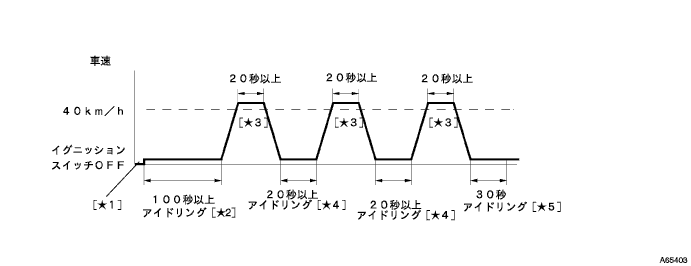 車速
20秒以上
20秒以上
20秒以上
40km/h
[★3]
[★3]
[★3]
イグニッション
スイッチOFF
[★1]
100秒以上
アイドリング[★2]
20秒以上
アイドリング[★4]
20秒以上
アイドリング[★4]
30秒
アイドリング[★5]
A65403